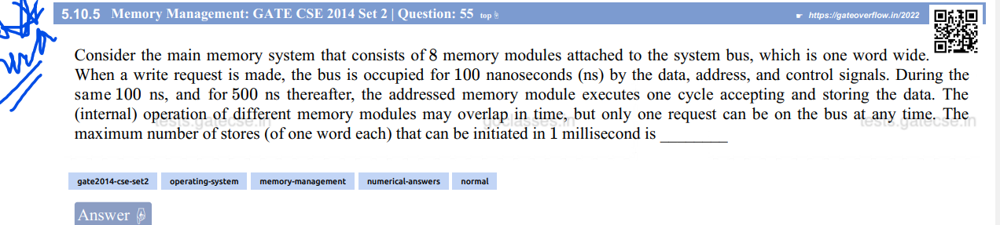 5.10.5 Memory Management: GATE CSE 2014 Set 2 | Question: 55 top
https://gateoverflow.in/2022
Consider the main memory system that consists of 8 memory modules attached to the system bus, which is one word wide.
When a write request is made, the bus is occupied for 100 nanoseconds (ns) by the data, address, and control signals. During the
same 100 ns, and for 500 ns thereafter, the addressed memory module executes one cycle accepting and storing the data. The
(internal) operation of different memory modules may overlap in time, but only one request can be on the bus at any time. The
tests.gatecse.in goclasses.in tests.gatecse.in
maximum number of stores (of one word each) that can be initiated in 1 millisecond is ________
gate2014-cse-set2 operating-system memory-management numerical-answers normal
Answer